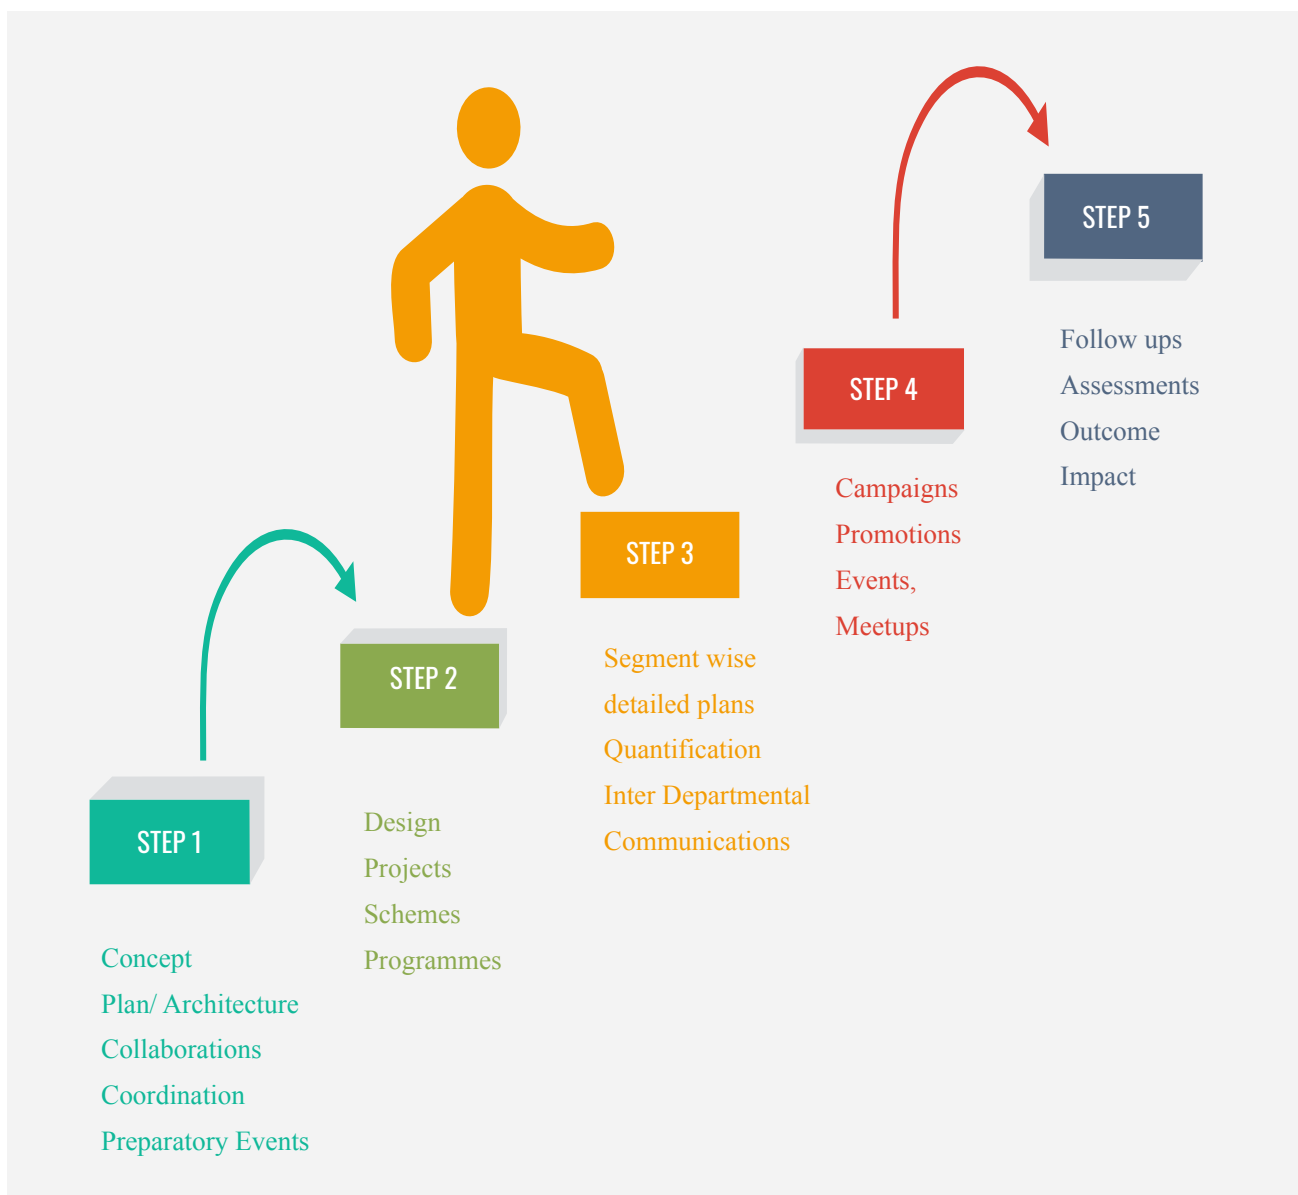 STEP 1
Concept
Plan/ Architecture
Collaborations
Coordination
Preparatory Events
STEP 2
Design
Projects
Schemes
Programmes
STEP 3
Segment wise
detailed plans
Quantification
Inter Departmental
Communications
STEP 4
Campaigns
Promotions
Events,
Meetups
STEP 5
Follow ups
Assessments
Outcome
Impact